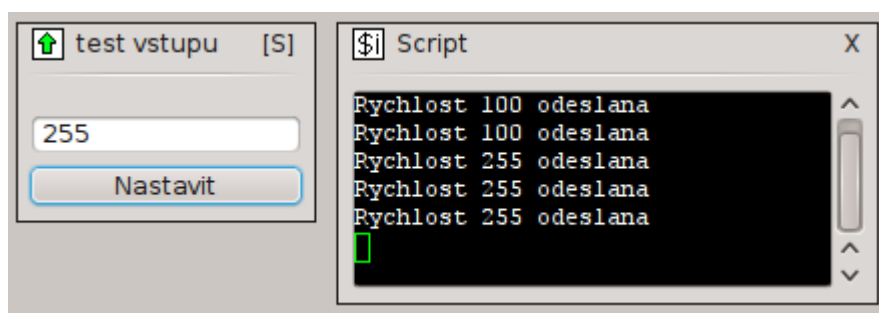 test vstupu [S]
255
Nastavit
$i Script X
Rychlost 100 odeslana
Rychlost 100 odeslana
Rychlost 255 odeslana
Rychlost 255 odeslana
Rychlost 255 odeslana